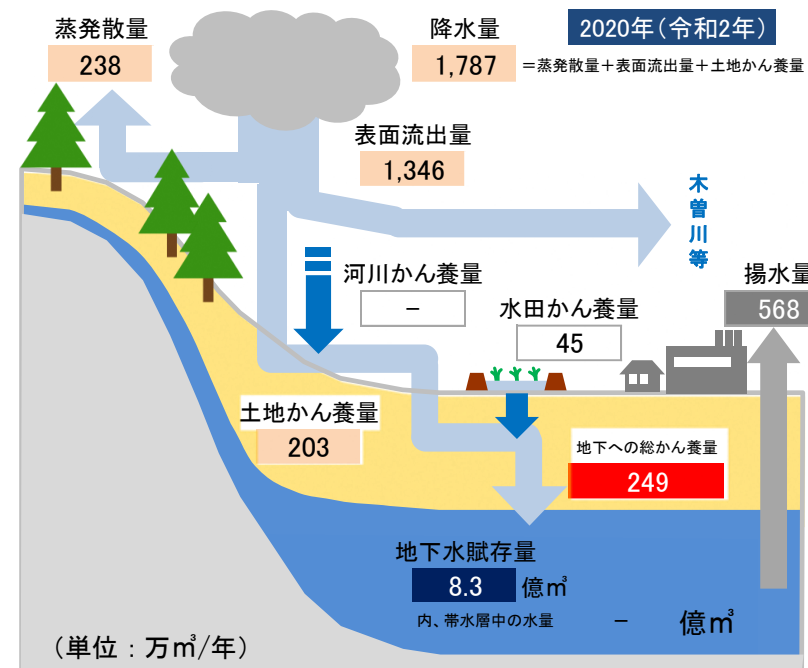 2020年(令和2年)
蒸発散量
238
降水量
1,787
＝蒸発散量＋表面流出量＋土地かん養量
表面流出量
1,346
木曽川等
河川かん養量
－
水田かん養量
45
揚水量
568
土地かん養量
203
地下への総かん養量
249
地下水賦存量
8.3 億㎥
内、帯水層中の水量 － 億㎥
(単位：万㎥/年)